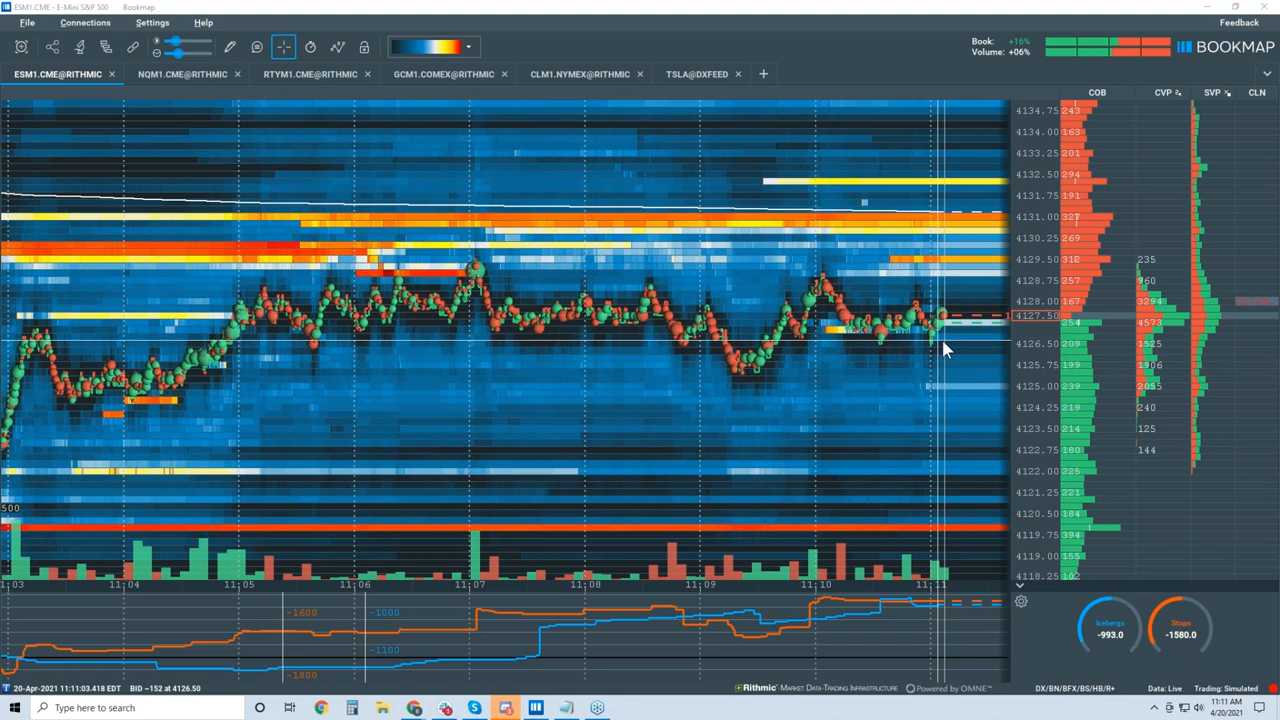 ESM1.CME - E-Mini S&P 500 Bookmap
File Connections Settings Help Feedback
Book: +16%
Volume: +06%
BOOKMAP
ESM1.CME@RITHMIC NQM1.CME@RITHMIC RTYM1.CME@RITHMIC GCM1.COMEX@RITHMIC CLM1.NYMEX@RITHMIC TSLA@DXFEED
COB CVP SVP CLN
4134.75 243
4134.00 163
4133.25 201
4132.50 294
4131.75 191
4131.00 327
4130.25 269
4129.50 312 235
4128.75 257 960
4128.00 167 3294
4127.50
254 4573
4126.50 209 1525
4125.75 199 1906
4125.00 239 2055
4124.25 219 240
4123.50 214 125
4122.75 180 144
4122.00 225
4121.25 221
4120.50 184
4119.75 394
4119.00 155
4118.25 102
500
1:03 11:04 11:05 11:06 11:07 11:08 11:09 11:10 11:11
-1600 -1000
-1100
-1800
Icebergs
-993.0
Stops
-1580.0
20-Apr-2021 11:11:03.418 EDT BID ~152 at 4126.50 Rithmic - Market Data-Trading Infrastructure Powered by OMNE™ DX/BN/BFX/BS/HB/R+ Data: Live Trading: Simulated
Type here to search
11:11 AM
4/20/2021